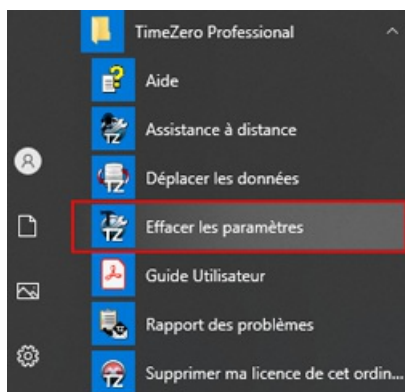 TimeZero Professional
Aide
Assistance à distance
Déplacer les données
Effacer les paramètres
Guide Utilisateur
Rapport des problèmes
Supprimer ma licence de cet ordin...